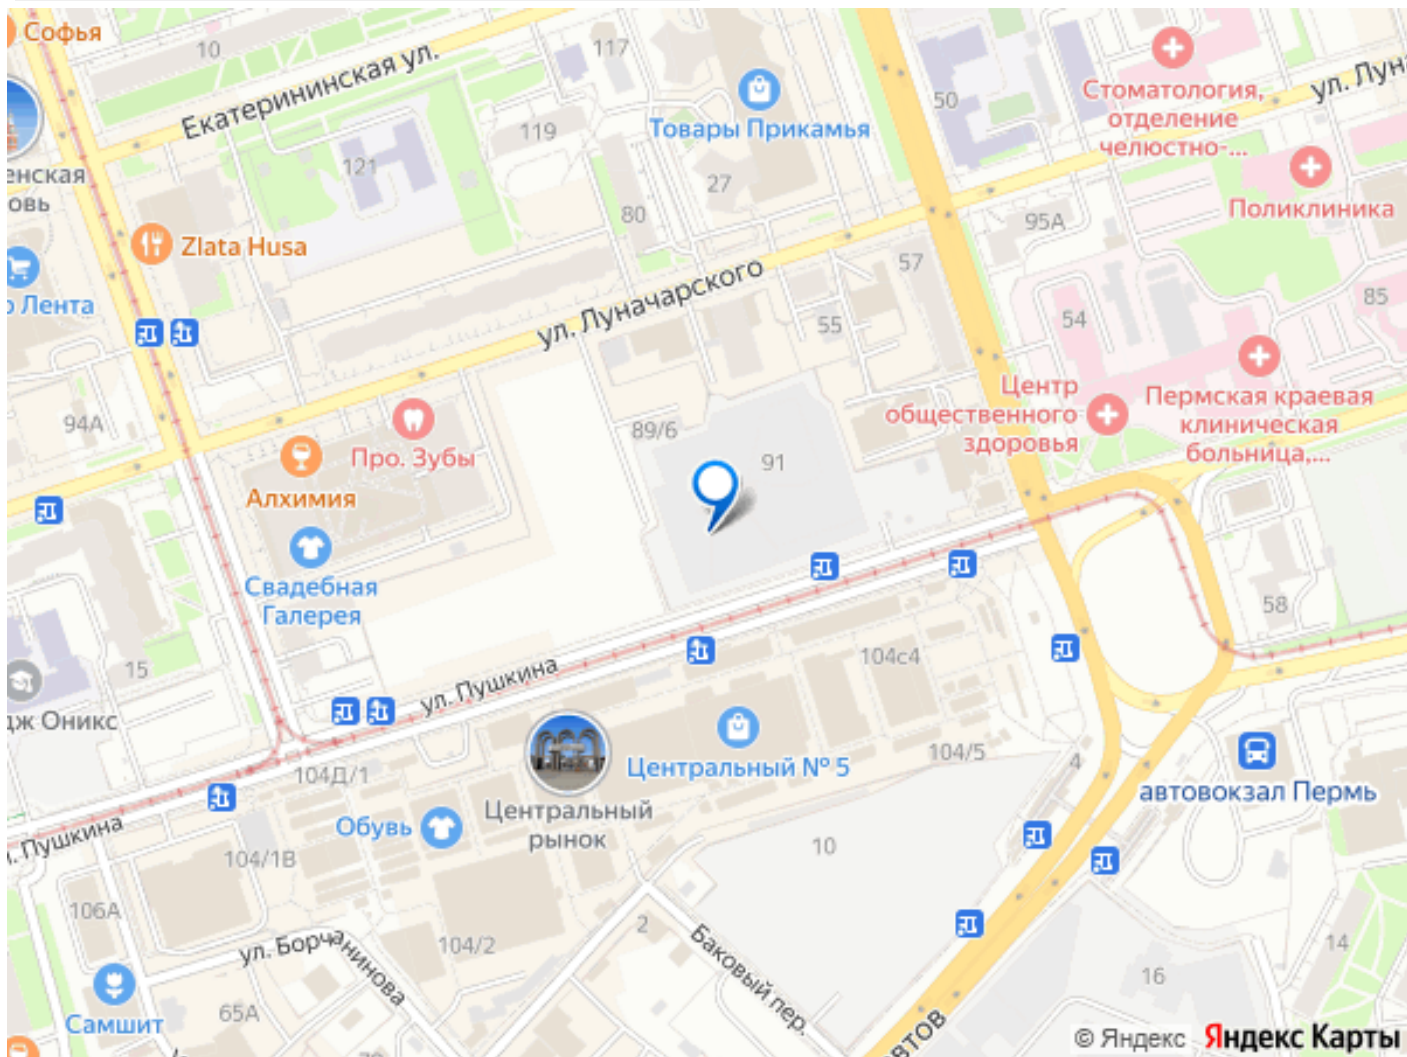 Софья
10
Екатерининская ул.
117
119
121
Товары Прикамья
27
80
50
Стоматология,
отделение
челюстно-...
ул. Лун
Поликлиника
95А
енская
овь
Zlata Husa
Лента
ул. Луначарского
57
55
54
85
Центр
общественного
здоровья
Пермская краевая
клиническая
больница,...
94А
Про. Зубы
Алхимия
89/6
91
Свадебная
Галерея
58
15
дж Оникс
ул. Пушкина
104с4
104/5
4
Центральный № 5
104Д/1
Центральный
рынок
Обувь
автовокзал Пермь
. Пушкина
104/1В
10
106А
104/2
2
ул. Борчанинова
Баковый пер.
14
16
65А
Самшит
втов
© Яндекс Яндекс Карты